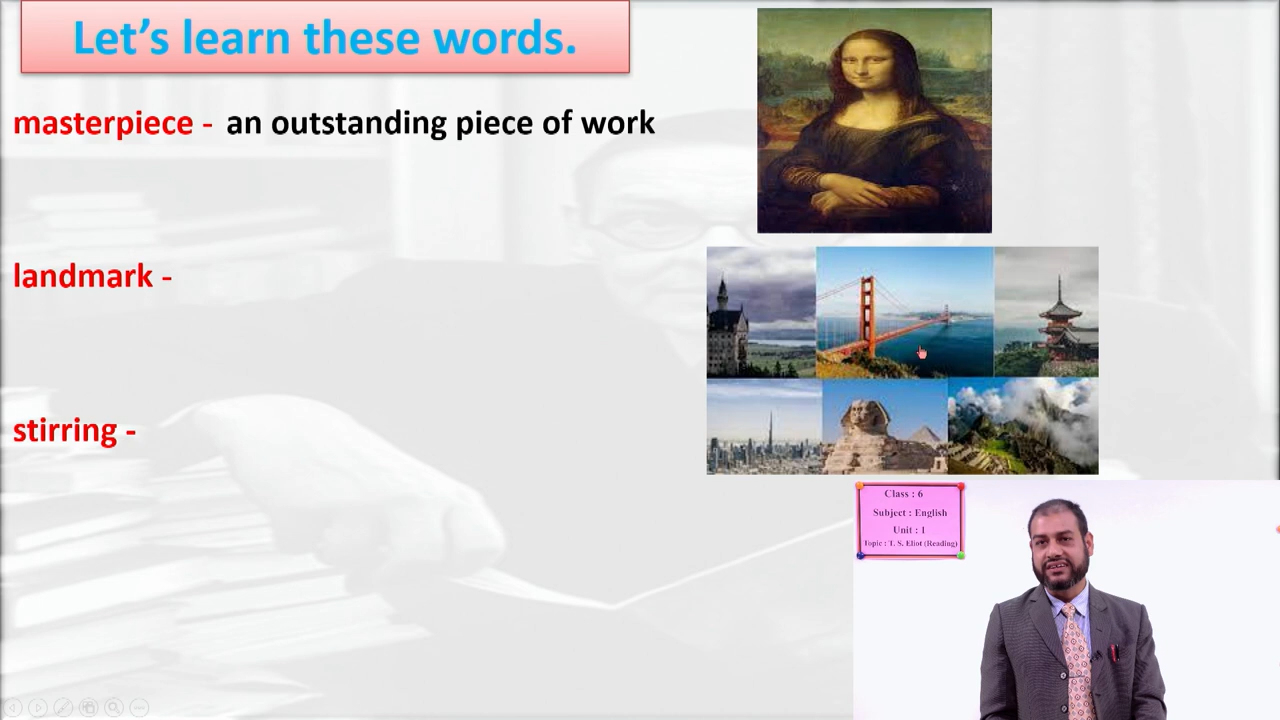 Let's learn these words.
masterpiece - an outstanding piece of work
landmark -
stirring -
Class : 6
Subject : English
Unit : 1
Topic : T. S. Eliot (Reading)